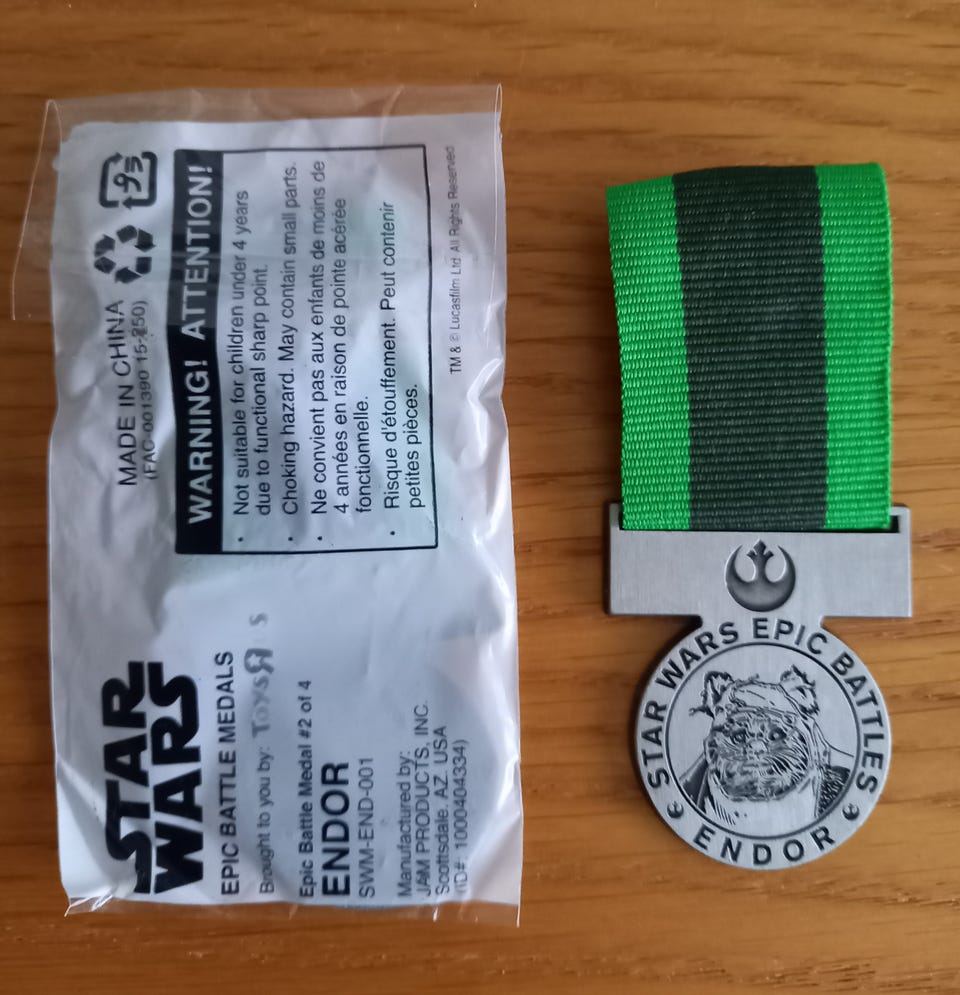 STAR
WARS
EPIC BATTLE MEDALS
Brought to you by: Toys R s
Epic Battle Medal #2 of 4
ENDOR
SWM-END-001
Manufactured by:
JAM PRODUCTS, INC.
Scottsdale, AZ USA
(ID#: 1000404334)
MADE IN CHINA
(FAC-001390 15-250)
WARNING! ATTENTION!
• Not suitable for children under 4 years
due to functional sharp point.
• Choking hazard. May contain small parts.
• Ne convient pas aux enfants de moins de
4 années en raison de pointe acérée
fonctionnelle.
• Risque d'étouffement. Peut contenir
petites pièces.
TM & © Lucasfilm Ltd. All Rights Reserved
STAR WARS EPIC BATTLES
ENDOR